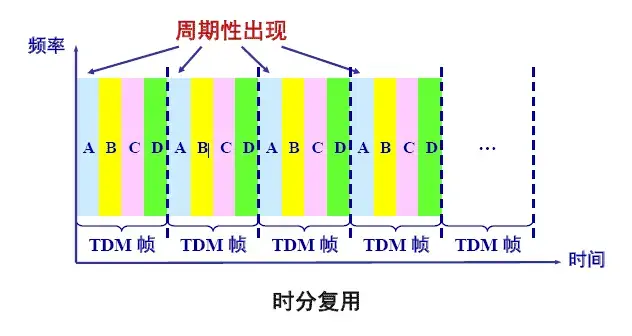 周期性出现
频率
A B C D A B C D A B C D A B C D …
TDM 帧 TDM 帧 TDM 帧 TDM 帧 TDM 帧
时间
时分复用